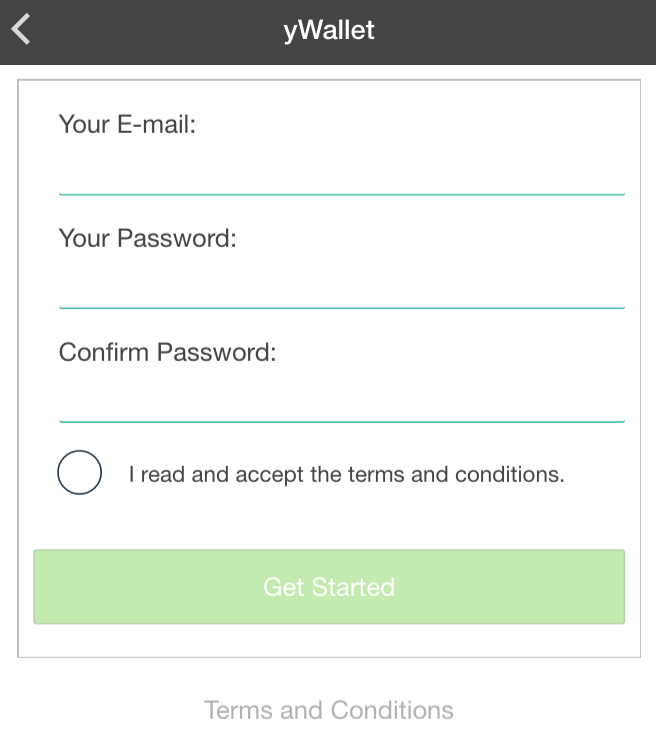 yWallet
Your E-mail:
Your Password:
Confirm Password:
I read and accept the terms and conditions.
Get Started
Terms and Conditions